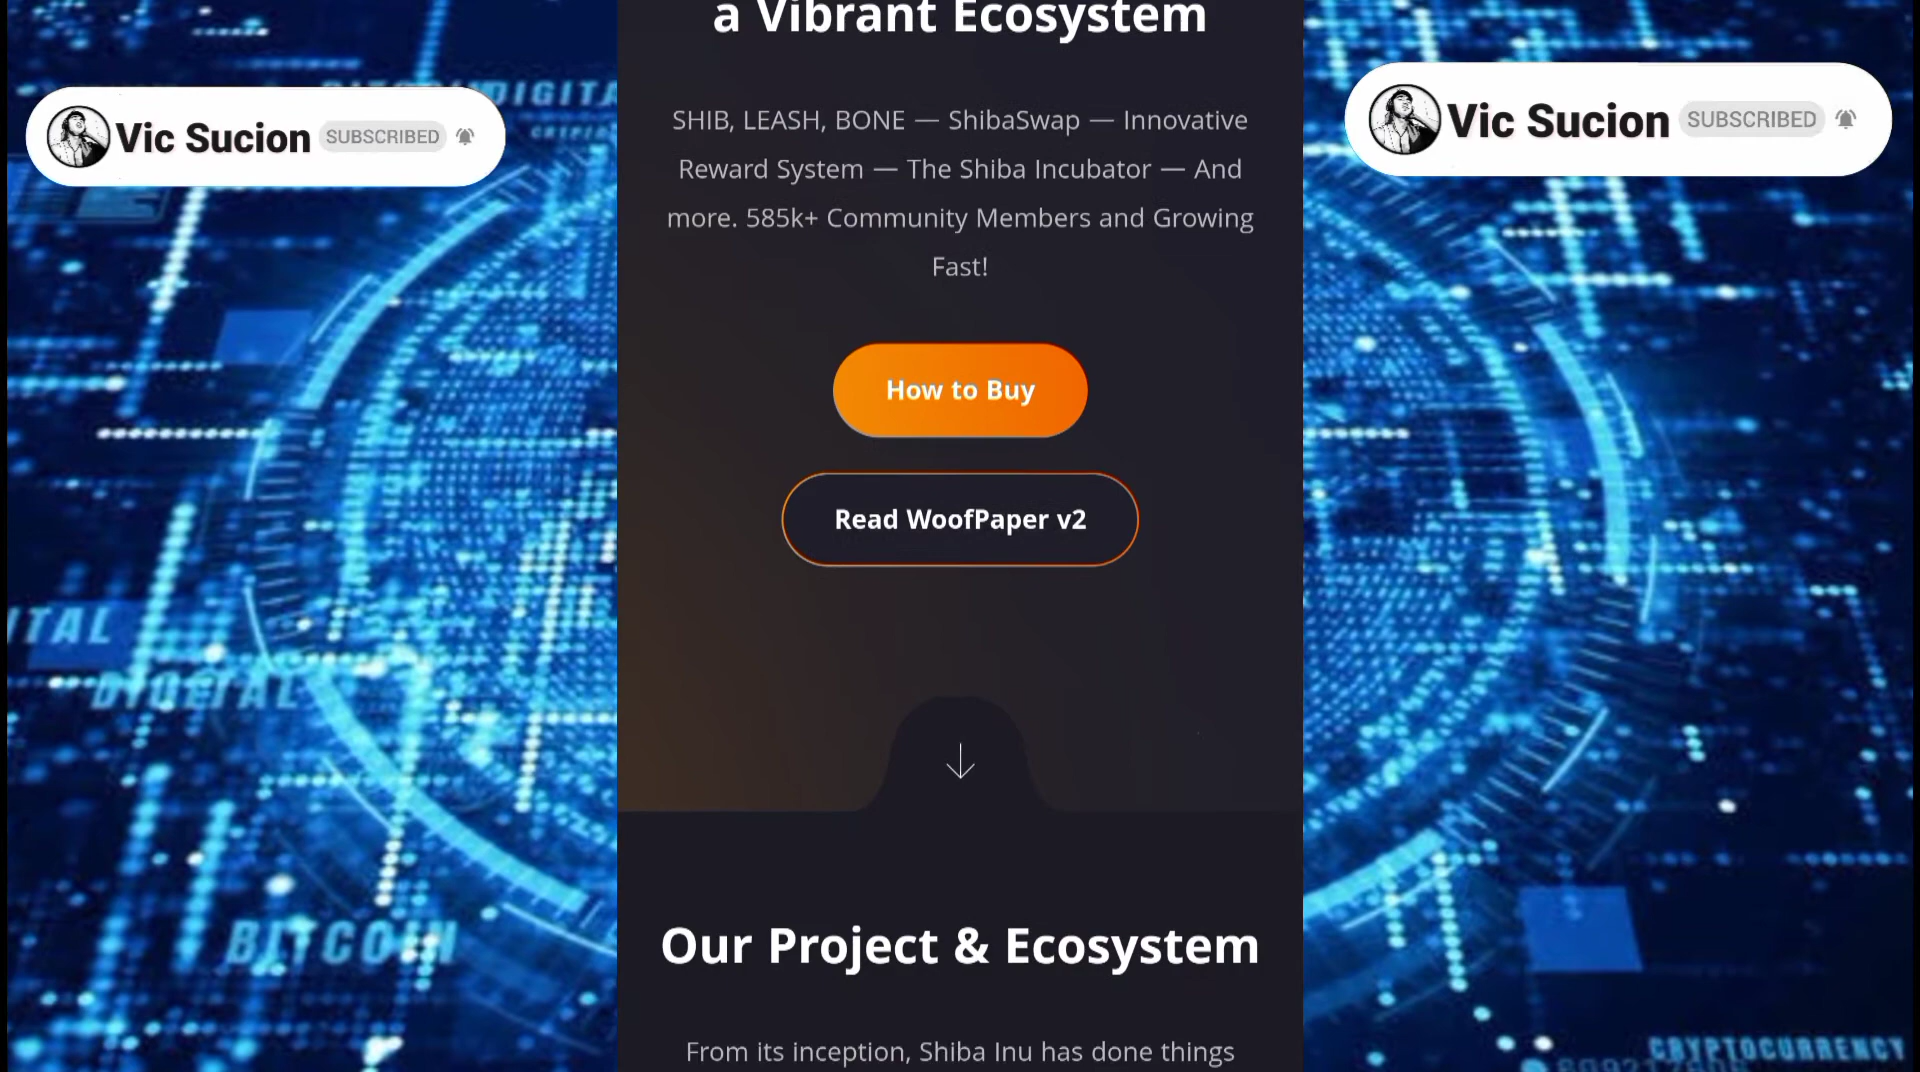 a Vibrant Ecosystem
Vic Sucion SUBSCRIBED
Vic Sucion SUBSCRIBED
SHIB, LEASH, BONE — ShibaSwap — Innovative
Reward System — The Shiba Incubator — And
more. 585k+ Community Members and Growing
Fast!
How to Buy
Read WoofPaper v2
ITAL
DIGITAL
BITCOIN
Our Project & Ecosystem
From its inception, Shiba Inu has done things
CRYPTOCURRENCY